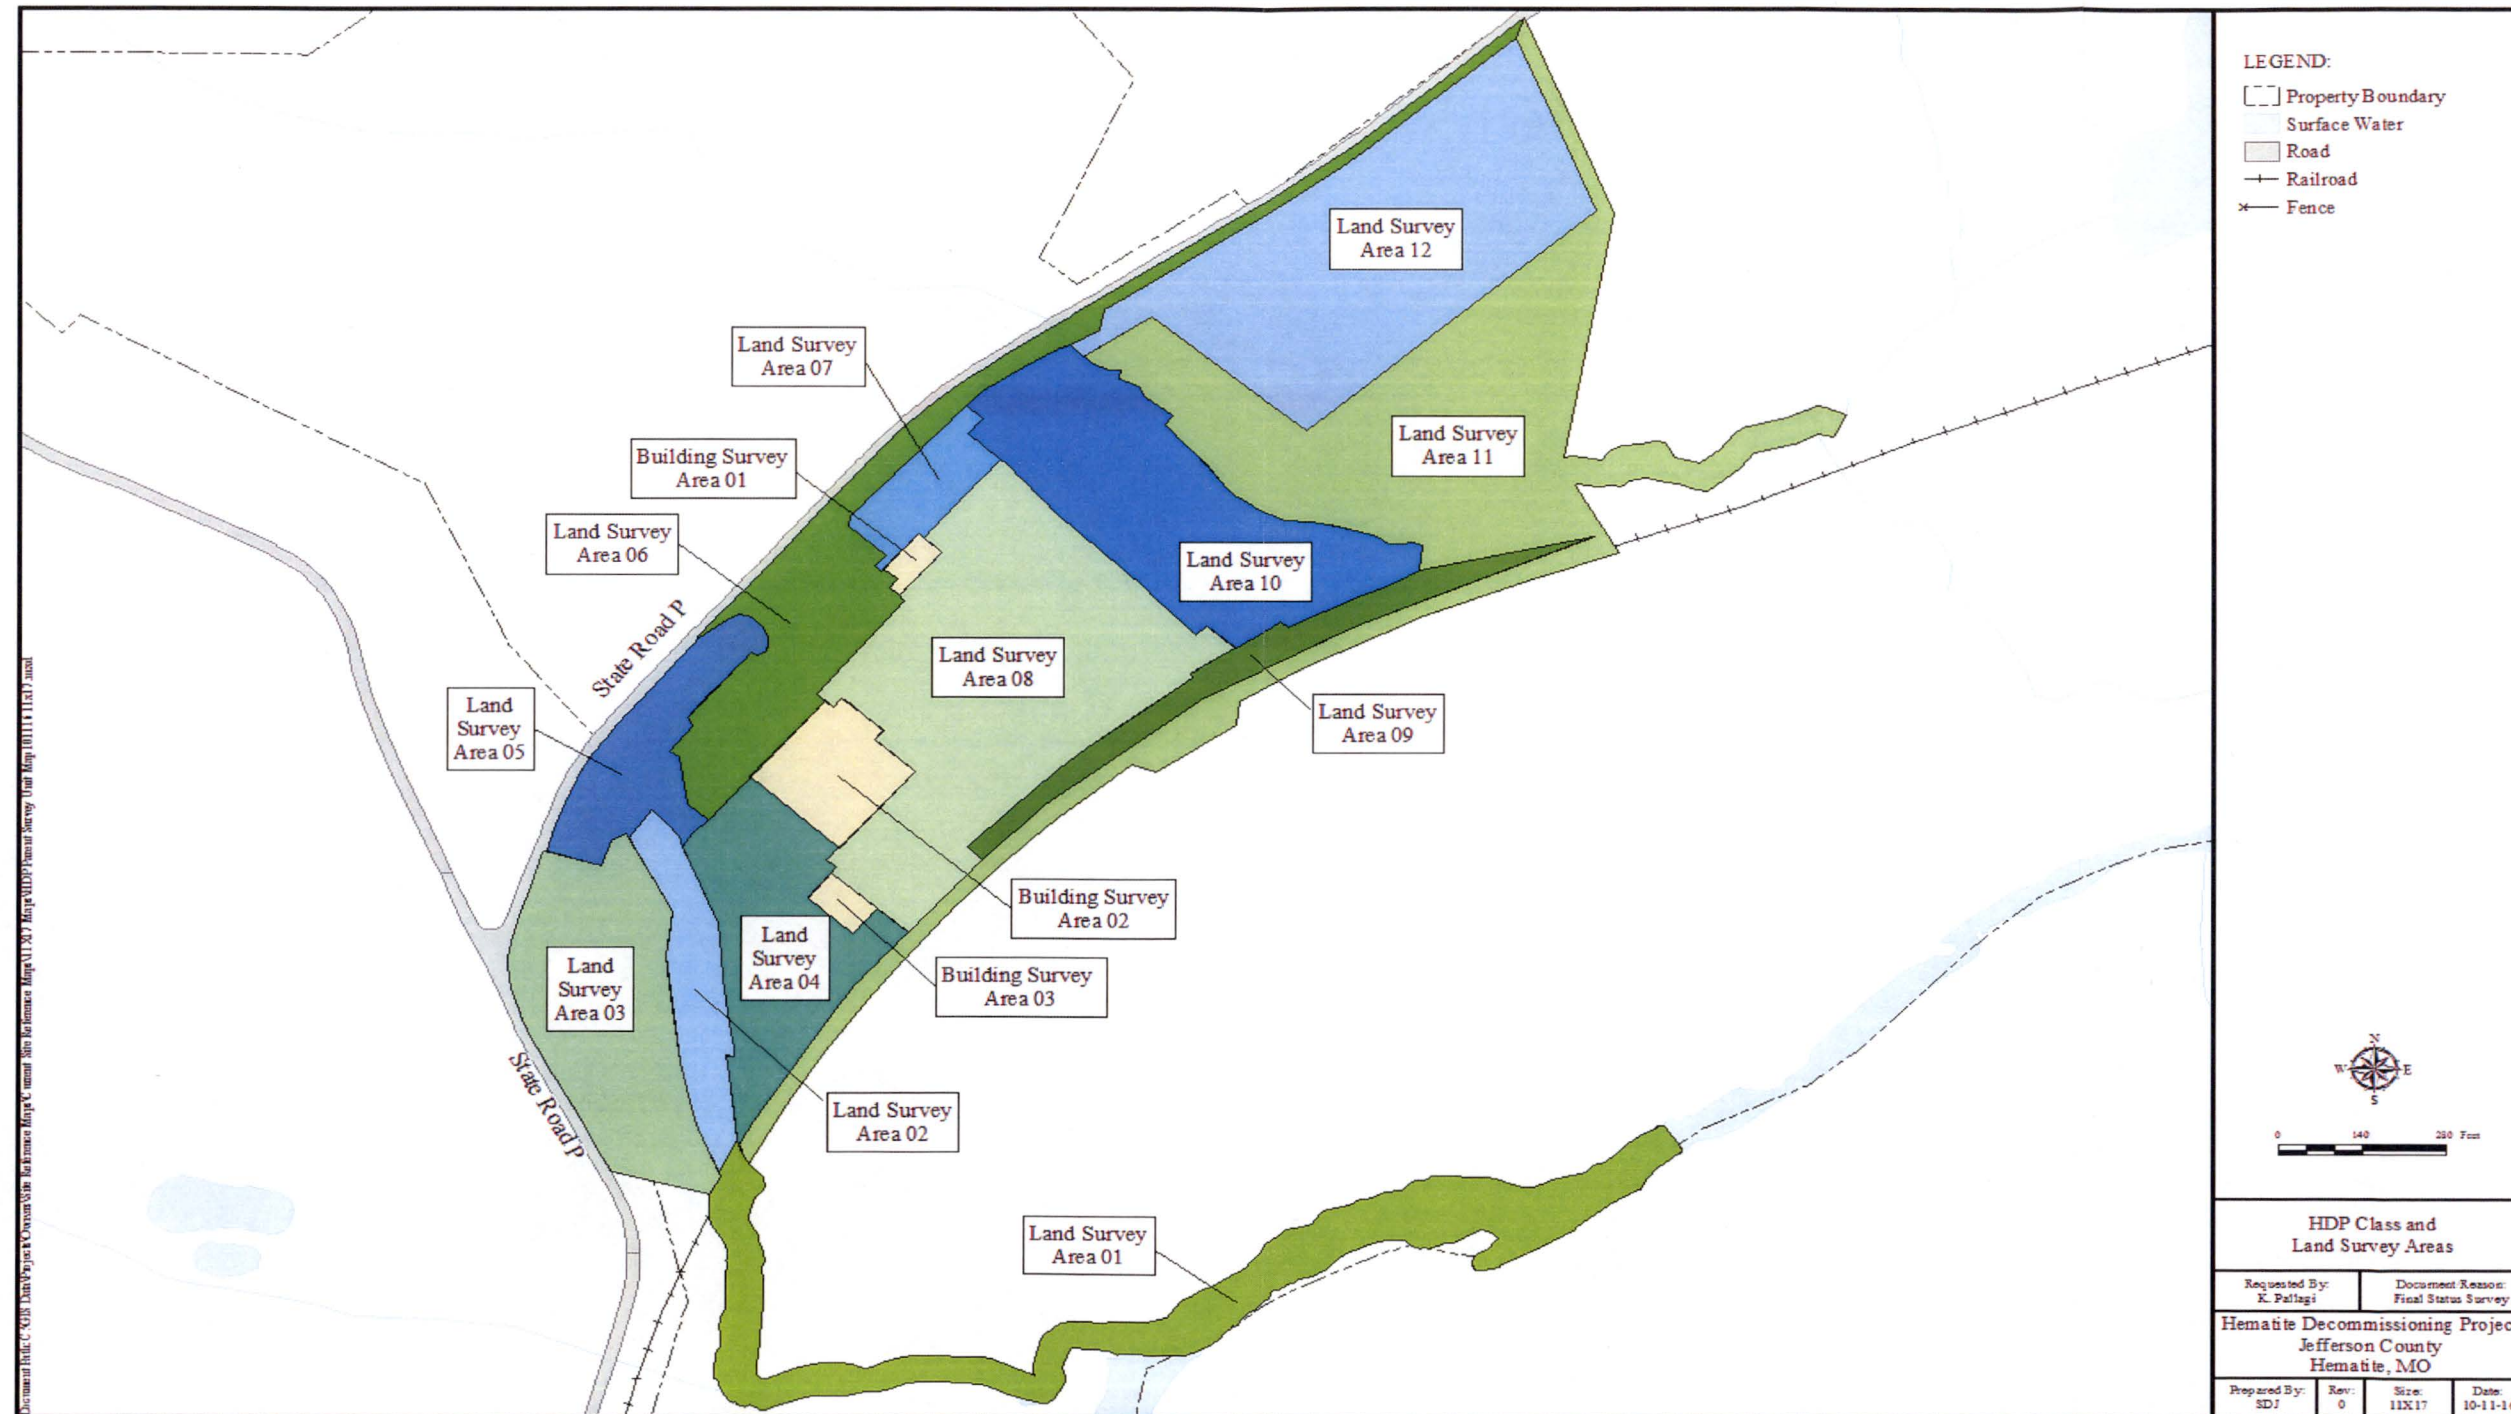 LEGEND:
Property Boundary
Surface Water
Road
Railroad
Fence
Land Survey
Area 12
Land Survey
Area 07
Land Survey
Area 11
Building Survey
Area 01
Land Survey
Area 06
Land Survey
Area 10
State Road P
Land Survey
Area 08
Land
Survey
Area 05
Land Survey
Area 09
Building Survey
Area 02
Land
Survey
Area 04
Land
Survey
Area 03
Building Survey
Area 03
State Road P
Land Survey
Area 02
Land Survey
Area 01
N
W E
S
0 140 280 Feet
HDP Class and
Land Survey Areas
Requested By:
K. Pallagi
Document Reason:
Final Status Survey
Hematite Decommissioning Projec
Jefferson County
Hematite, MO
Prepared By:
SDJ
Rev:
0
Size:
11X17
Date:
10-11-1